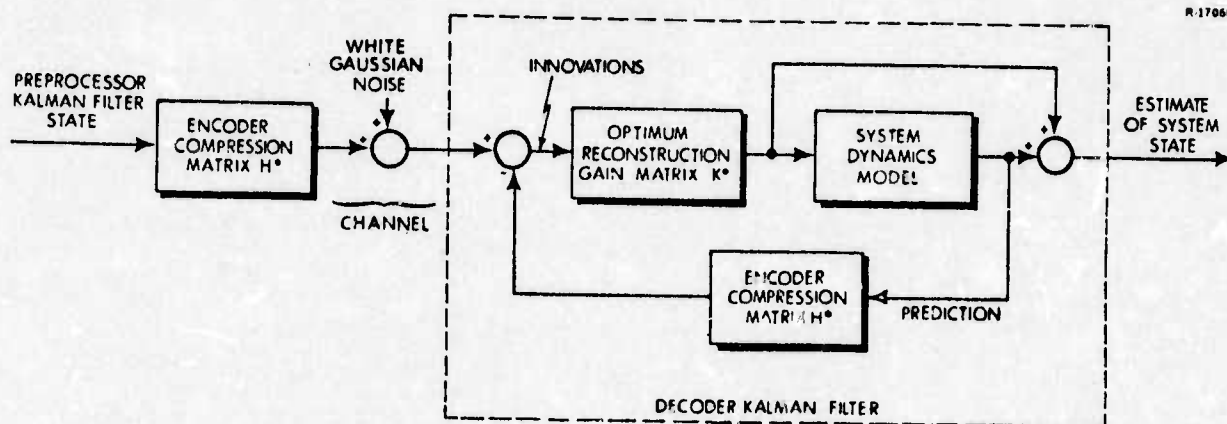 R-1706
PREPROCESSOR
KALMAN FILTER
STATE
ENCODER
COMPRESSION
MATRIX H*
WHITE
GAUSSIAN
NOISE
+
+
CHANNEL
+
-
INNOVATIONS
OPTIMUM
RECONSTRUCTION
GAIN MATRIX K*
SYSTEM
DYNAMICS
MODEL
+
+
ESTIMATE
OF SYSTEM
STATE
ENCODER
COMPRESSION
MATRIX H*
PREDICTION
DECODER KALMAN FILTER